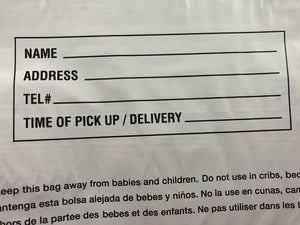 NAME
ADDRESS
TEL#
TIME OF PICK UP / DELIVERY
eep this bag away from babies and children. Do not use in cribs, bec
antenga esta bolsa alejada de bebes y niños. No la use en cunas, cam
hors de la partee des bebes et des enfants. Ne pas utiliser dans les l